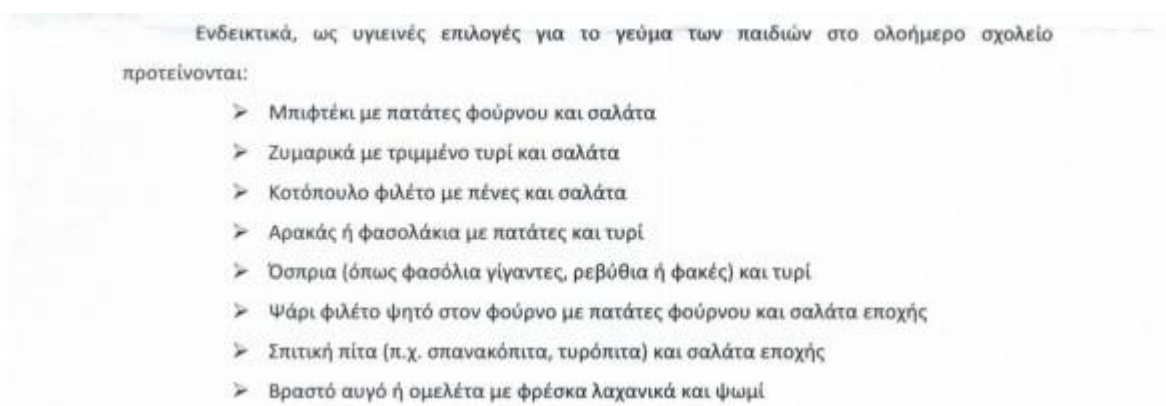 Ενδεικτικά, ως υγιεινές επιλογές για το γεύμα των παιδιών στο ολοήμερο σχολείο
προτείνονται:
➢ Μπιφτέκι με πατάτες φούρνου και σαλάτα
➢ Ζυμαρικά με τριμμένο τυρί και σαλάτα
➢ Κοτόπουλο φιλέτο με πένες και σαλάτα
➢ Αρακάς ή φασολάκια με πατάτες και τυρί
➢ Όσπρια (όπως φασόλια γίγαντες, ρεβύθια ή φακές) και τυρί
➢ Ψάρι φιλέτο ψητό στον φούρνο με πατάτες φούρνου και σαλάτα εποχής
➢ Σπιτική πίτα (π.χ. σπανακόπιτα, τυρόπιτα) και σαλάτα εποχής
➢ Βραστό αυγό ή ομελέτα με φρέσκα λαχανικά και ψωμί